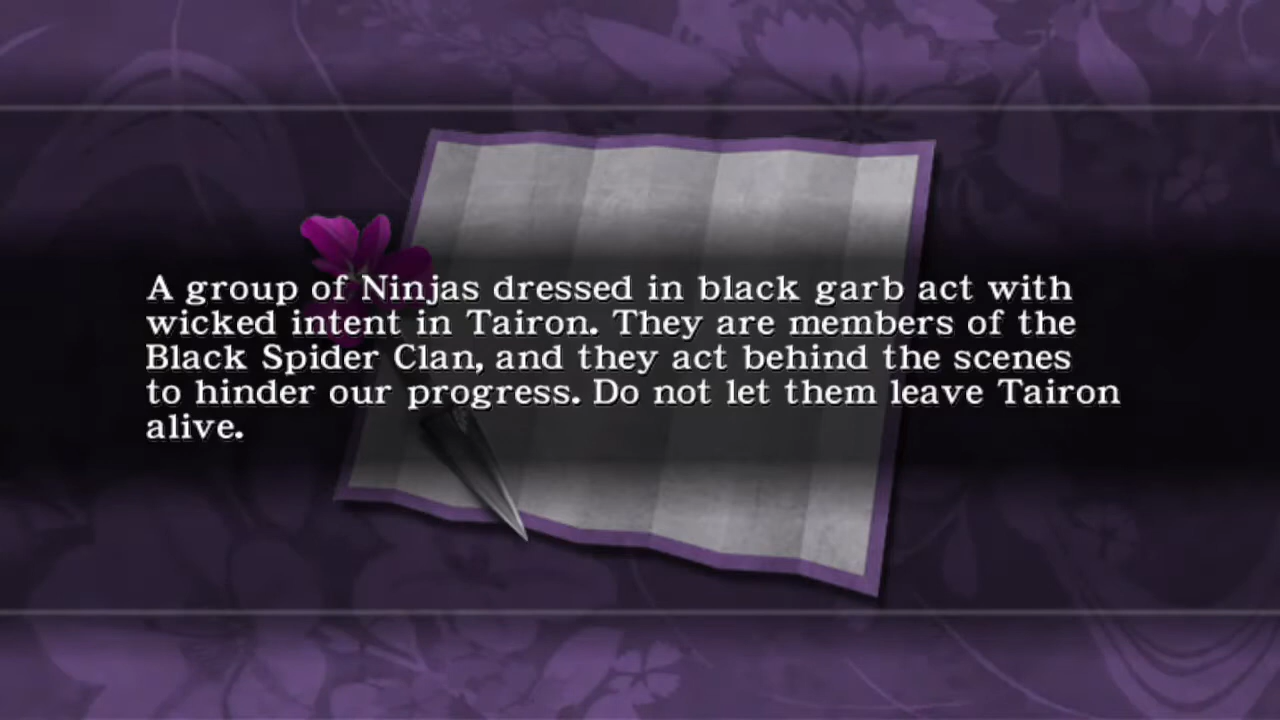 A group of Ninjas dressed in black garb act with
wicked intent in Tairon. They are members of the
Black Spider Clan, and they act behind the scenes
to hinder our progress. Do not let them leave Tairon
alive.